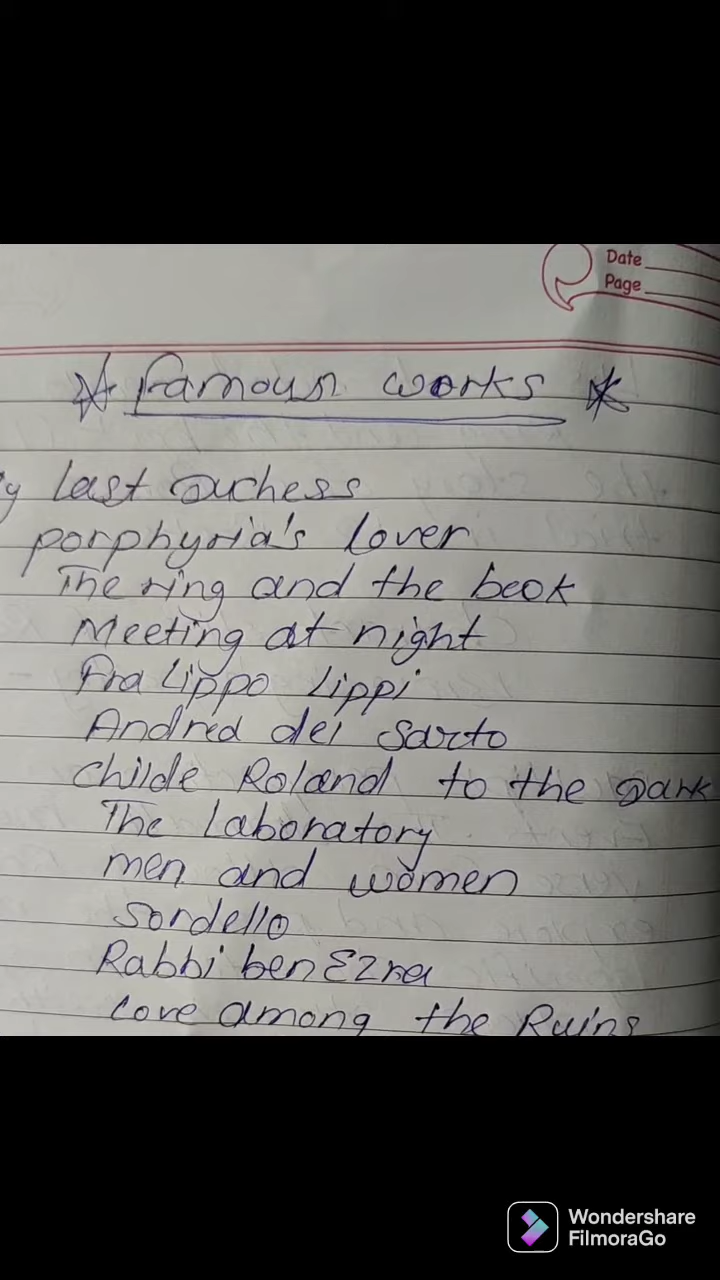 Date
Page
Famous works
y last Duchess
porphyria's lover
The ring and the book
Meeting at night
Fra Lippo Lippi
Andrea del Sarto
Childe Roland to the Dark
The Laboratory
men and women
Sordello
Rabbi ben Ezra
Love among the Ruins
Wondershare
FilmoraGo